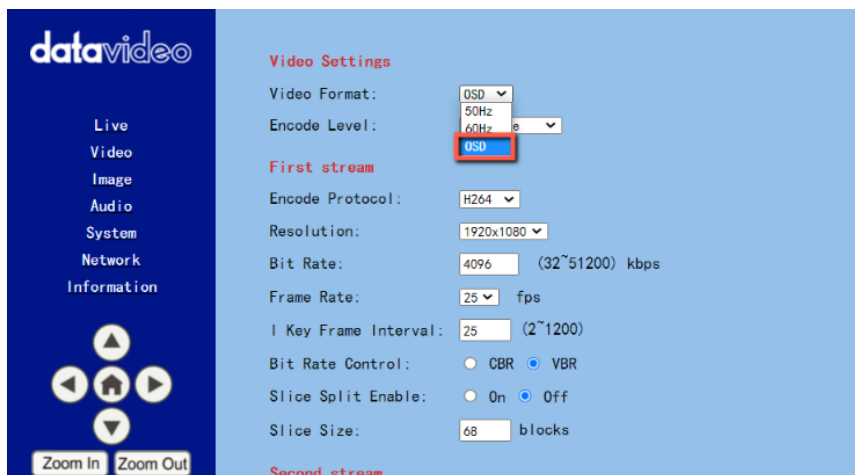 datavideo
Live
Video
Image
Audio
System
Network
Information
Zoom In Zoom Out
Video Settings
Video Format: OSD
50Hz
60Hz
OSD
Encode Level: e
First stream
Encode Protocol: H264
Resolution: 1920x1080
Bit Rate: 4096 (32~51200) kbps
Frame Rate: 25 fps
I Key Frame Interval: 25 (2~1200)
Bit Rate Control: CBR VBR
Slice Split Enable: On Off
Slice Size: 68 blocks
Second stream